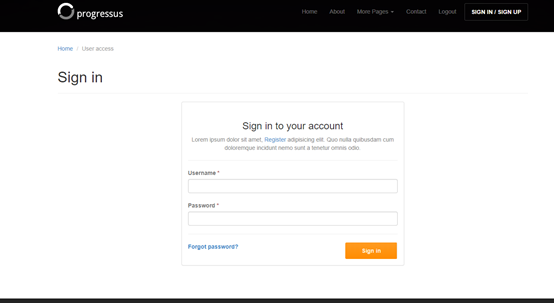 progressus
Home About More Pages Contact Logout SIGN IN / SIGN UP
Home / User access
Sign in
Sign in to your account
Lorem ipsum dolor sit amet, Register adipisicing elit. Quo nulla quibusdam cum
doloremque incidunt nemo sunt a tenetur omnis odio.
Username *
Password *
Forgot password? Sign in